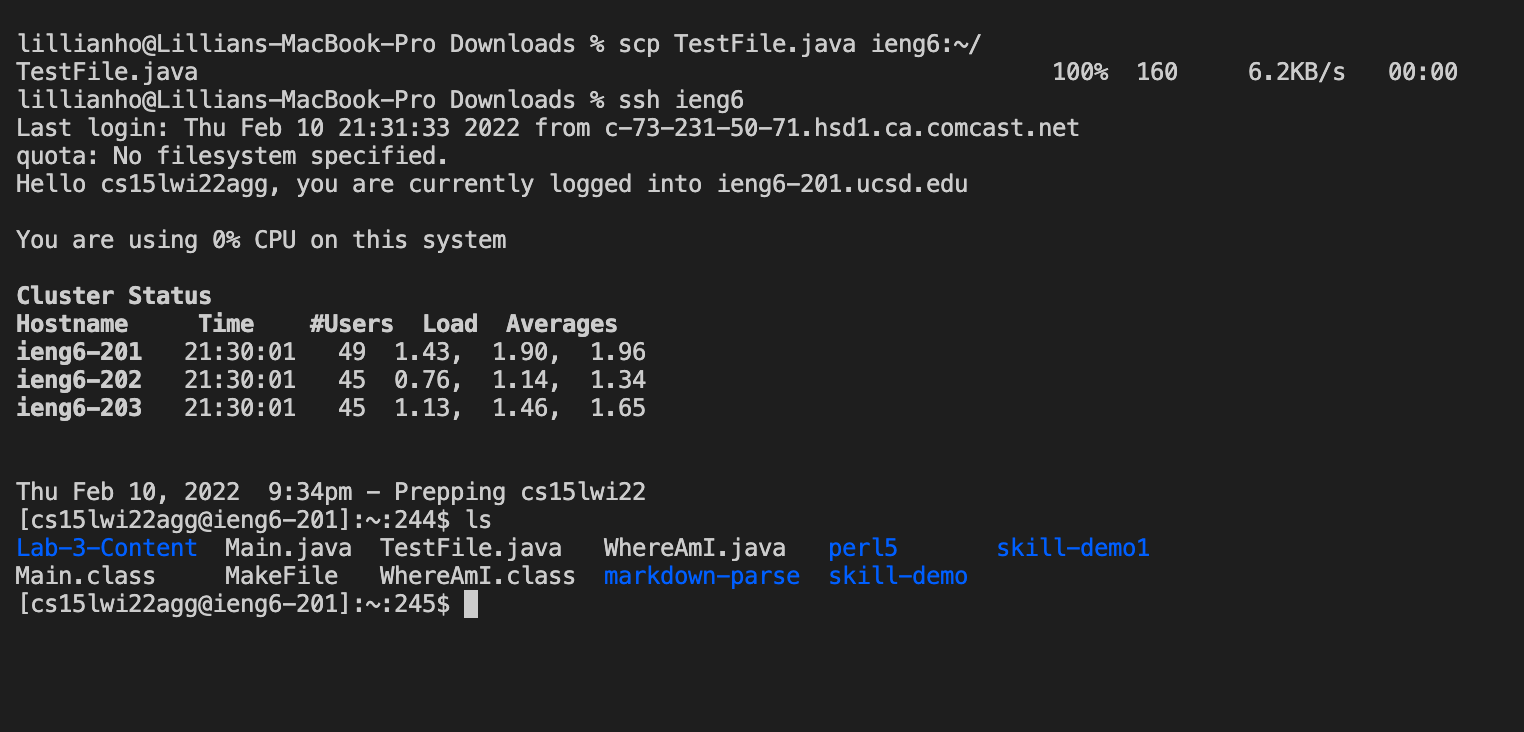 lillianho@Lillians-MacBook-Pro Downloads % scp TestFile.java ieng6:~/
TestFile.java 100% 160 6.2KB/s 00:00
lillianho@Lillians-MacBook-Pro Downloads % ssh ieng6
Last login: Thu Feb 10 21:31:33 2022 from c-73-231-50-71.hsd1.ca.comcast.net
quota: No filesystem specified.
Hello cs15lwi22agg, you are currently logged into ieng6-201.ucsd.edu
You are using 0% CPU on this system
Cluster Status
Hostname Time #Users Load Averages
ieng6-201 21:30:01 49 1.43, 1.90, 1.96
ieng6-202 21:30:01 45 0.76, 1.14, 1.34
ieng6-203 21:30:01 45 1.13, 1.46, 1.65
Thu Feb 10, 2022 9:34pm - Prepping cs15lwi22
[cs15lwi22agg@ieng6-201]:~:244$ ls
Lab-3-Content Main.java TestFile.java WhereAmI.java perl5 skill-demo1
Main.class MakeFile WhereAmI.class markdown-parse skill-demo
[cs15lwi22agg@ieng6-201]:~:245$